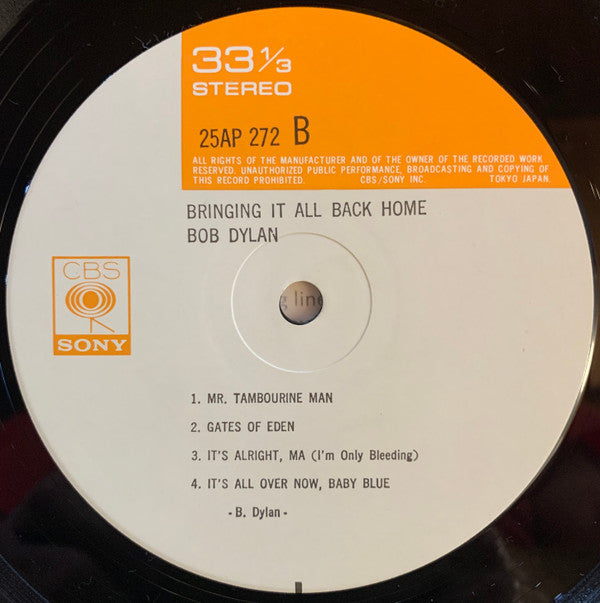 33 1/3
STEREO
25AP 272 B
ALL RIGHTS OF THE MANUFACTURER AND OF THE OWNER OF THE RECORDED WORK
RESERVED. UNAUTHORIZED PUBLIC PERFORMANCE, BROADCASTING AND COPYING OF
THIS RECORD PROHIBITED. CBS/SONY INC. TOKYO JAPAN.
BRINGING IT ALL BACK HOME
BOB DYLAN
CBS
SONY
line
1. MR. TAMBOURINE MAN
2. GATES OF EDEN
3. IT'S ALRIGHT, MA (I'm Only Bleeding)
4. IT'S ALL OVER NOW, BABY BLUE
- B. Dylan -